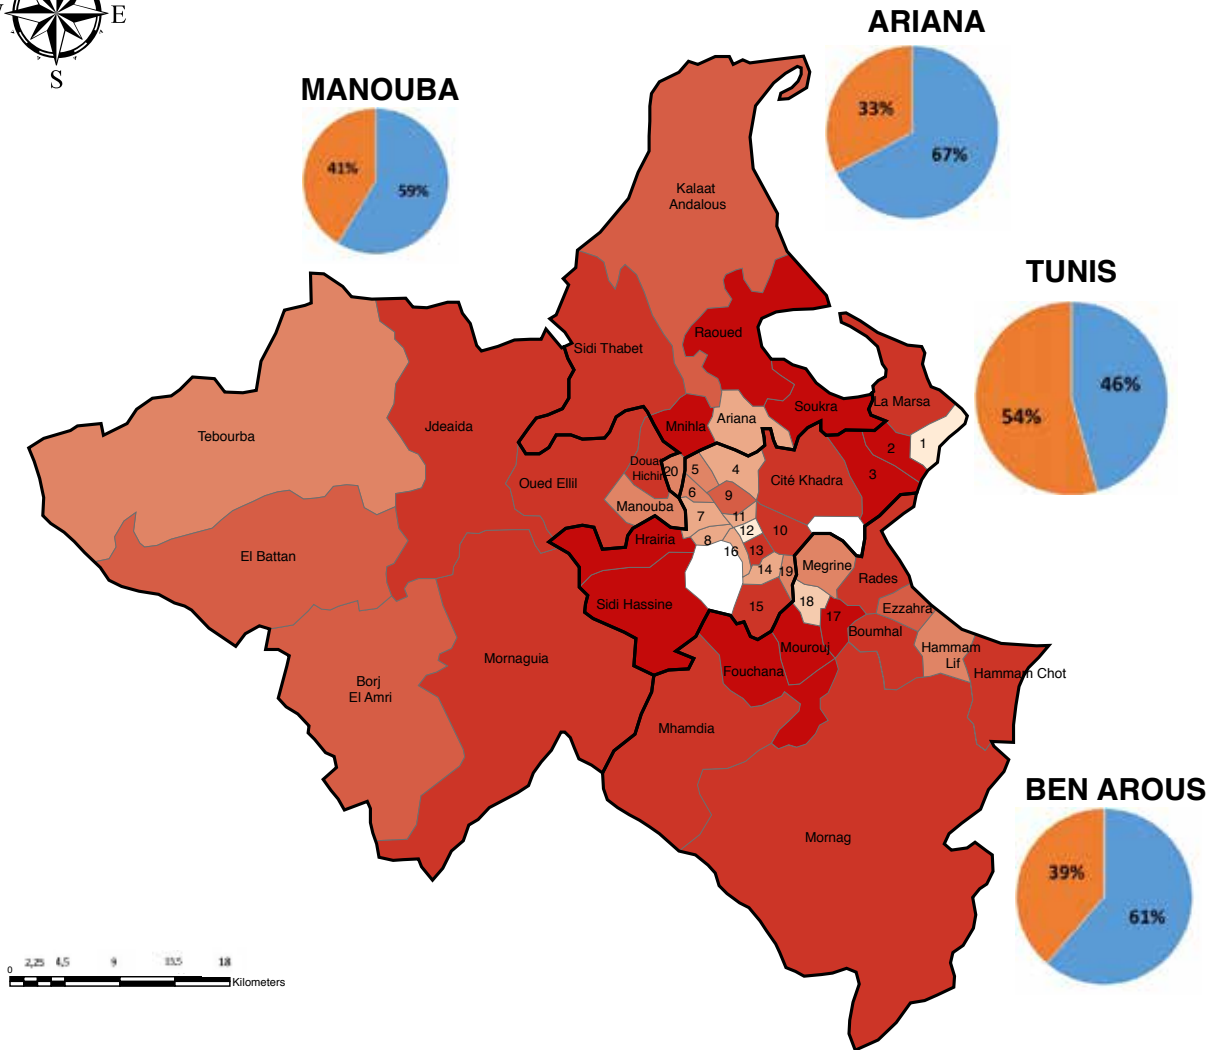 E
S
ARIANA
33%
67%
MANOUBA
41%
59%
Kalaat
Andalous
TUNIS
46%
54%
Raoued
Sidi Thabet
La Marsa
Soukra
Ariana
Mnihla
Tebourba
Jdeaida
1
2
3
Cité Khadra
Oued Ellil
Doua
Hichir
20
5
4
6
9
Manouba
7
11
12
10
8
16
13
Hrairia
14
19
Megrine
Rades
El Battan
Sidi Hassine
15
18
17
Ezzahra
Boumhal
Hammam
Lif
Hammam Chot
Mourouj
Fouchana
Mornaguia
Borj
El Amri
Mhamdia
Mornag
BEN AROUS
39%
61%
0 2,25 4,5 9 13,5 18
Kilometers